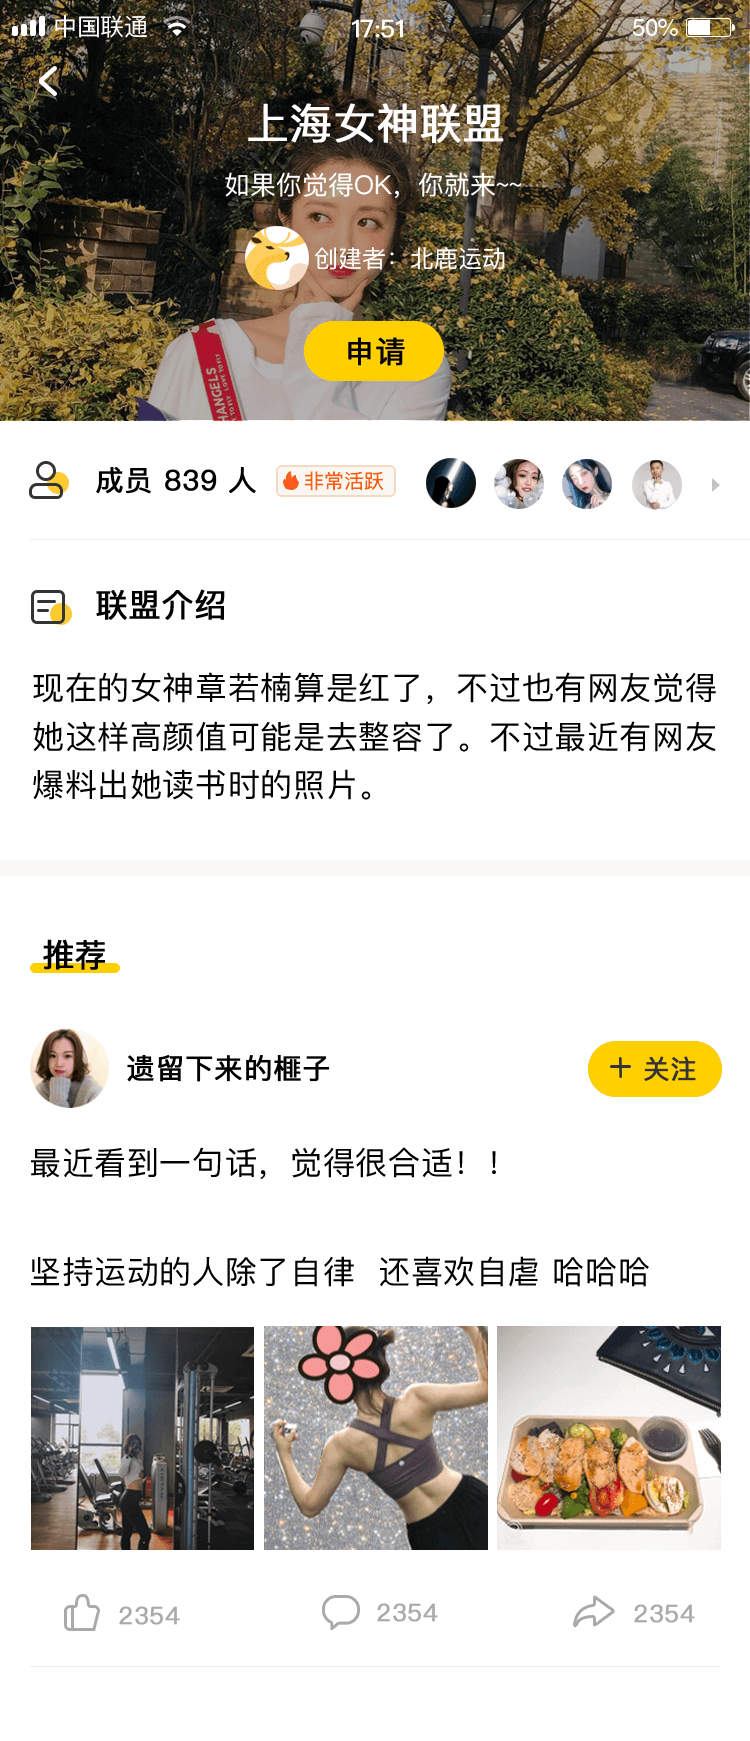 中国联通
17:51
50%
上海女神联盟
如果你觉得OK，你就来~~
创建者：北鹿运动
申请
成员 839 人
非常活跃
联盟介绍
现在的女神章若楠算是红了，不过也有网友觉得
她这样高颜值可能是去整容了。不过最近有网友
爆料出她读书时的照片。
推荐
遗留下来的榧子
+ 关注
最近看到一句话，觉得很合适！！
坚持运动的人除了自律 还喜欢自虐 哈哈哈
2354
2354
2354